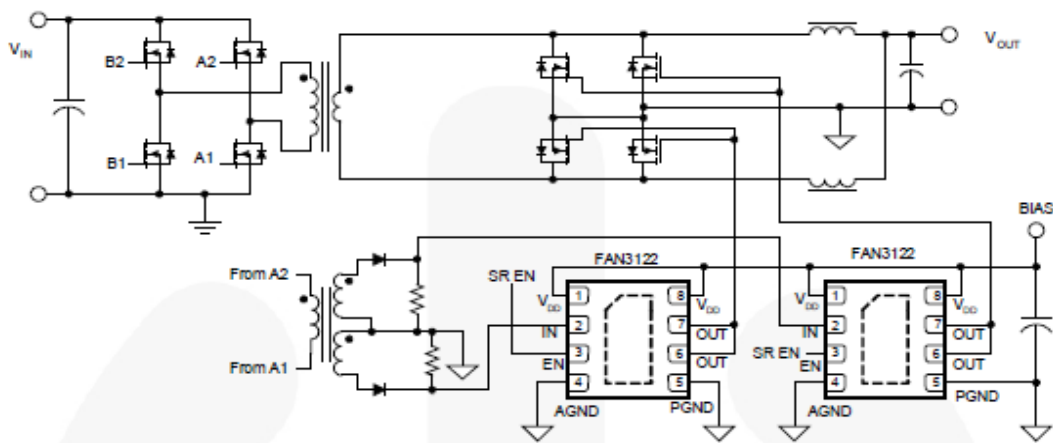 VIN
B2
A2
VOUT
B1
A1
BIAS
From A2
From A1
FAN3122
SR EN
VDD
IN
EN
AGND
1
2
3
4
8
7
6
5
VDD
OUT
OUT
PGND
FAN3122
SR EN
VDD
IN
EN
AGND
1
2
3
4
8
7
6
5
VDD
OUT
OUT
PGND